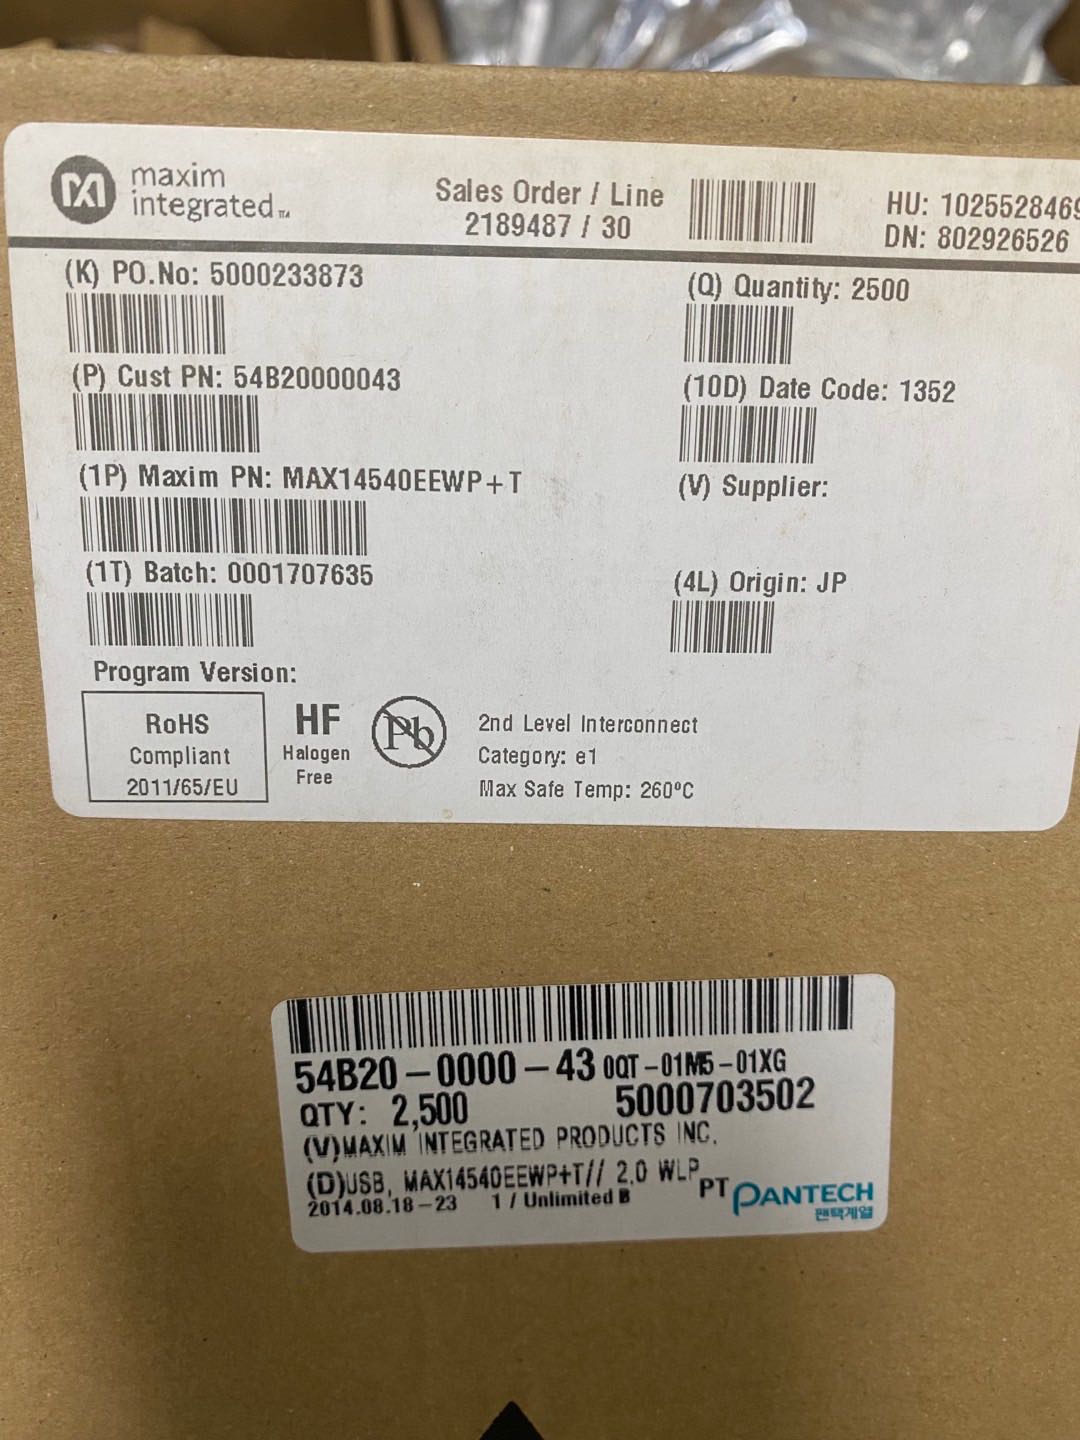 maxim integrated™
Sales Order / Line
2189487 / 30
HU: 1025528469
DN: 802926526
(K) PO.No: 5000233873
(Q) Quantity: 2500
(P) Cust PN: 54B20000043
(10D) Date Code: 1352
(1P) Maxim PN: MAX14540EEWP+T
(V) Supplier:
(1T) Batch: 0001707635
(4L) Origin: JP
Program Version:
RoHS
Compliant
2011/65/EU
HF
Halogen
Free
Pb
2nd Level Interconnect
Category: e1
Max Safe Temp: 260ºC
54B20-0000-43 0QT-01M5-01XG
QTY: 2,500 5000703502
(V)MAXIM INTEGRATED PRODUCTS INC.
(D)USB, MAX14540EEWP+T// 2.0 WLP
2014.08.18-23 1 / Unlimited B
PT PANTECH
팬택계열